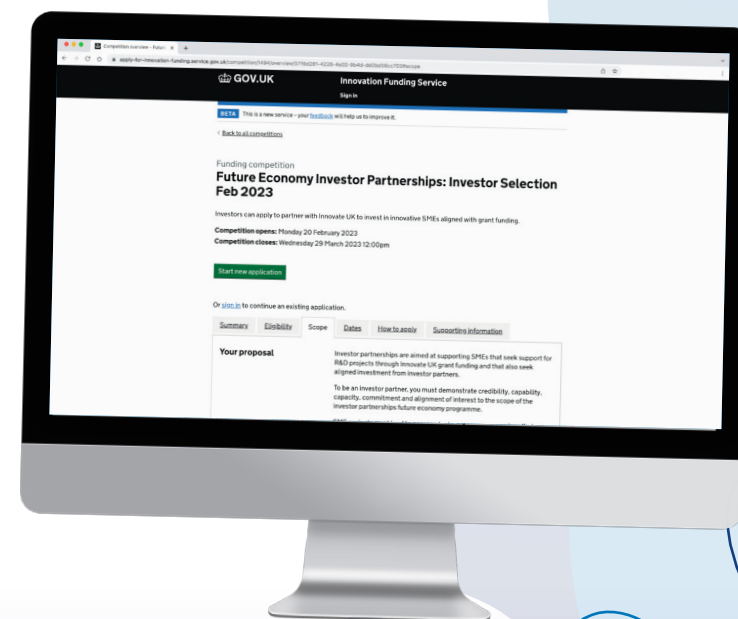 Competition overview - Future
GOV.UK
Innovation Funding Service
Sign in
BETA This is a new service – your feedback will help us to improve it.
< Back to all competitions
Funding competition
Future Economy Investor Partnerships: Investor Selection
Feb 2023
Investors can apply to partner with Innovate UK to invest in innovative SMEs aligned with grant funding.
Competition opens: Monday 20 February 2023
Competition closes: Wednesday 29 March 2023 12:00pm
Start new application
Or sign in to continue an existing application.
Summary Eligibility Scope Dates How to apply Supporting information
Your proposal
Investor partnerships are aimed at supporting SMEs that seek support for
R&D projects through Innovate UK grant funding and that also seek
aligned investment from investor partners.
To be an investor partner, you must demonstrate credibility, capability,
capacity, commitment and alignment of interest to the scope of the
investor partnerships future economy programme.